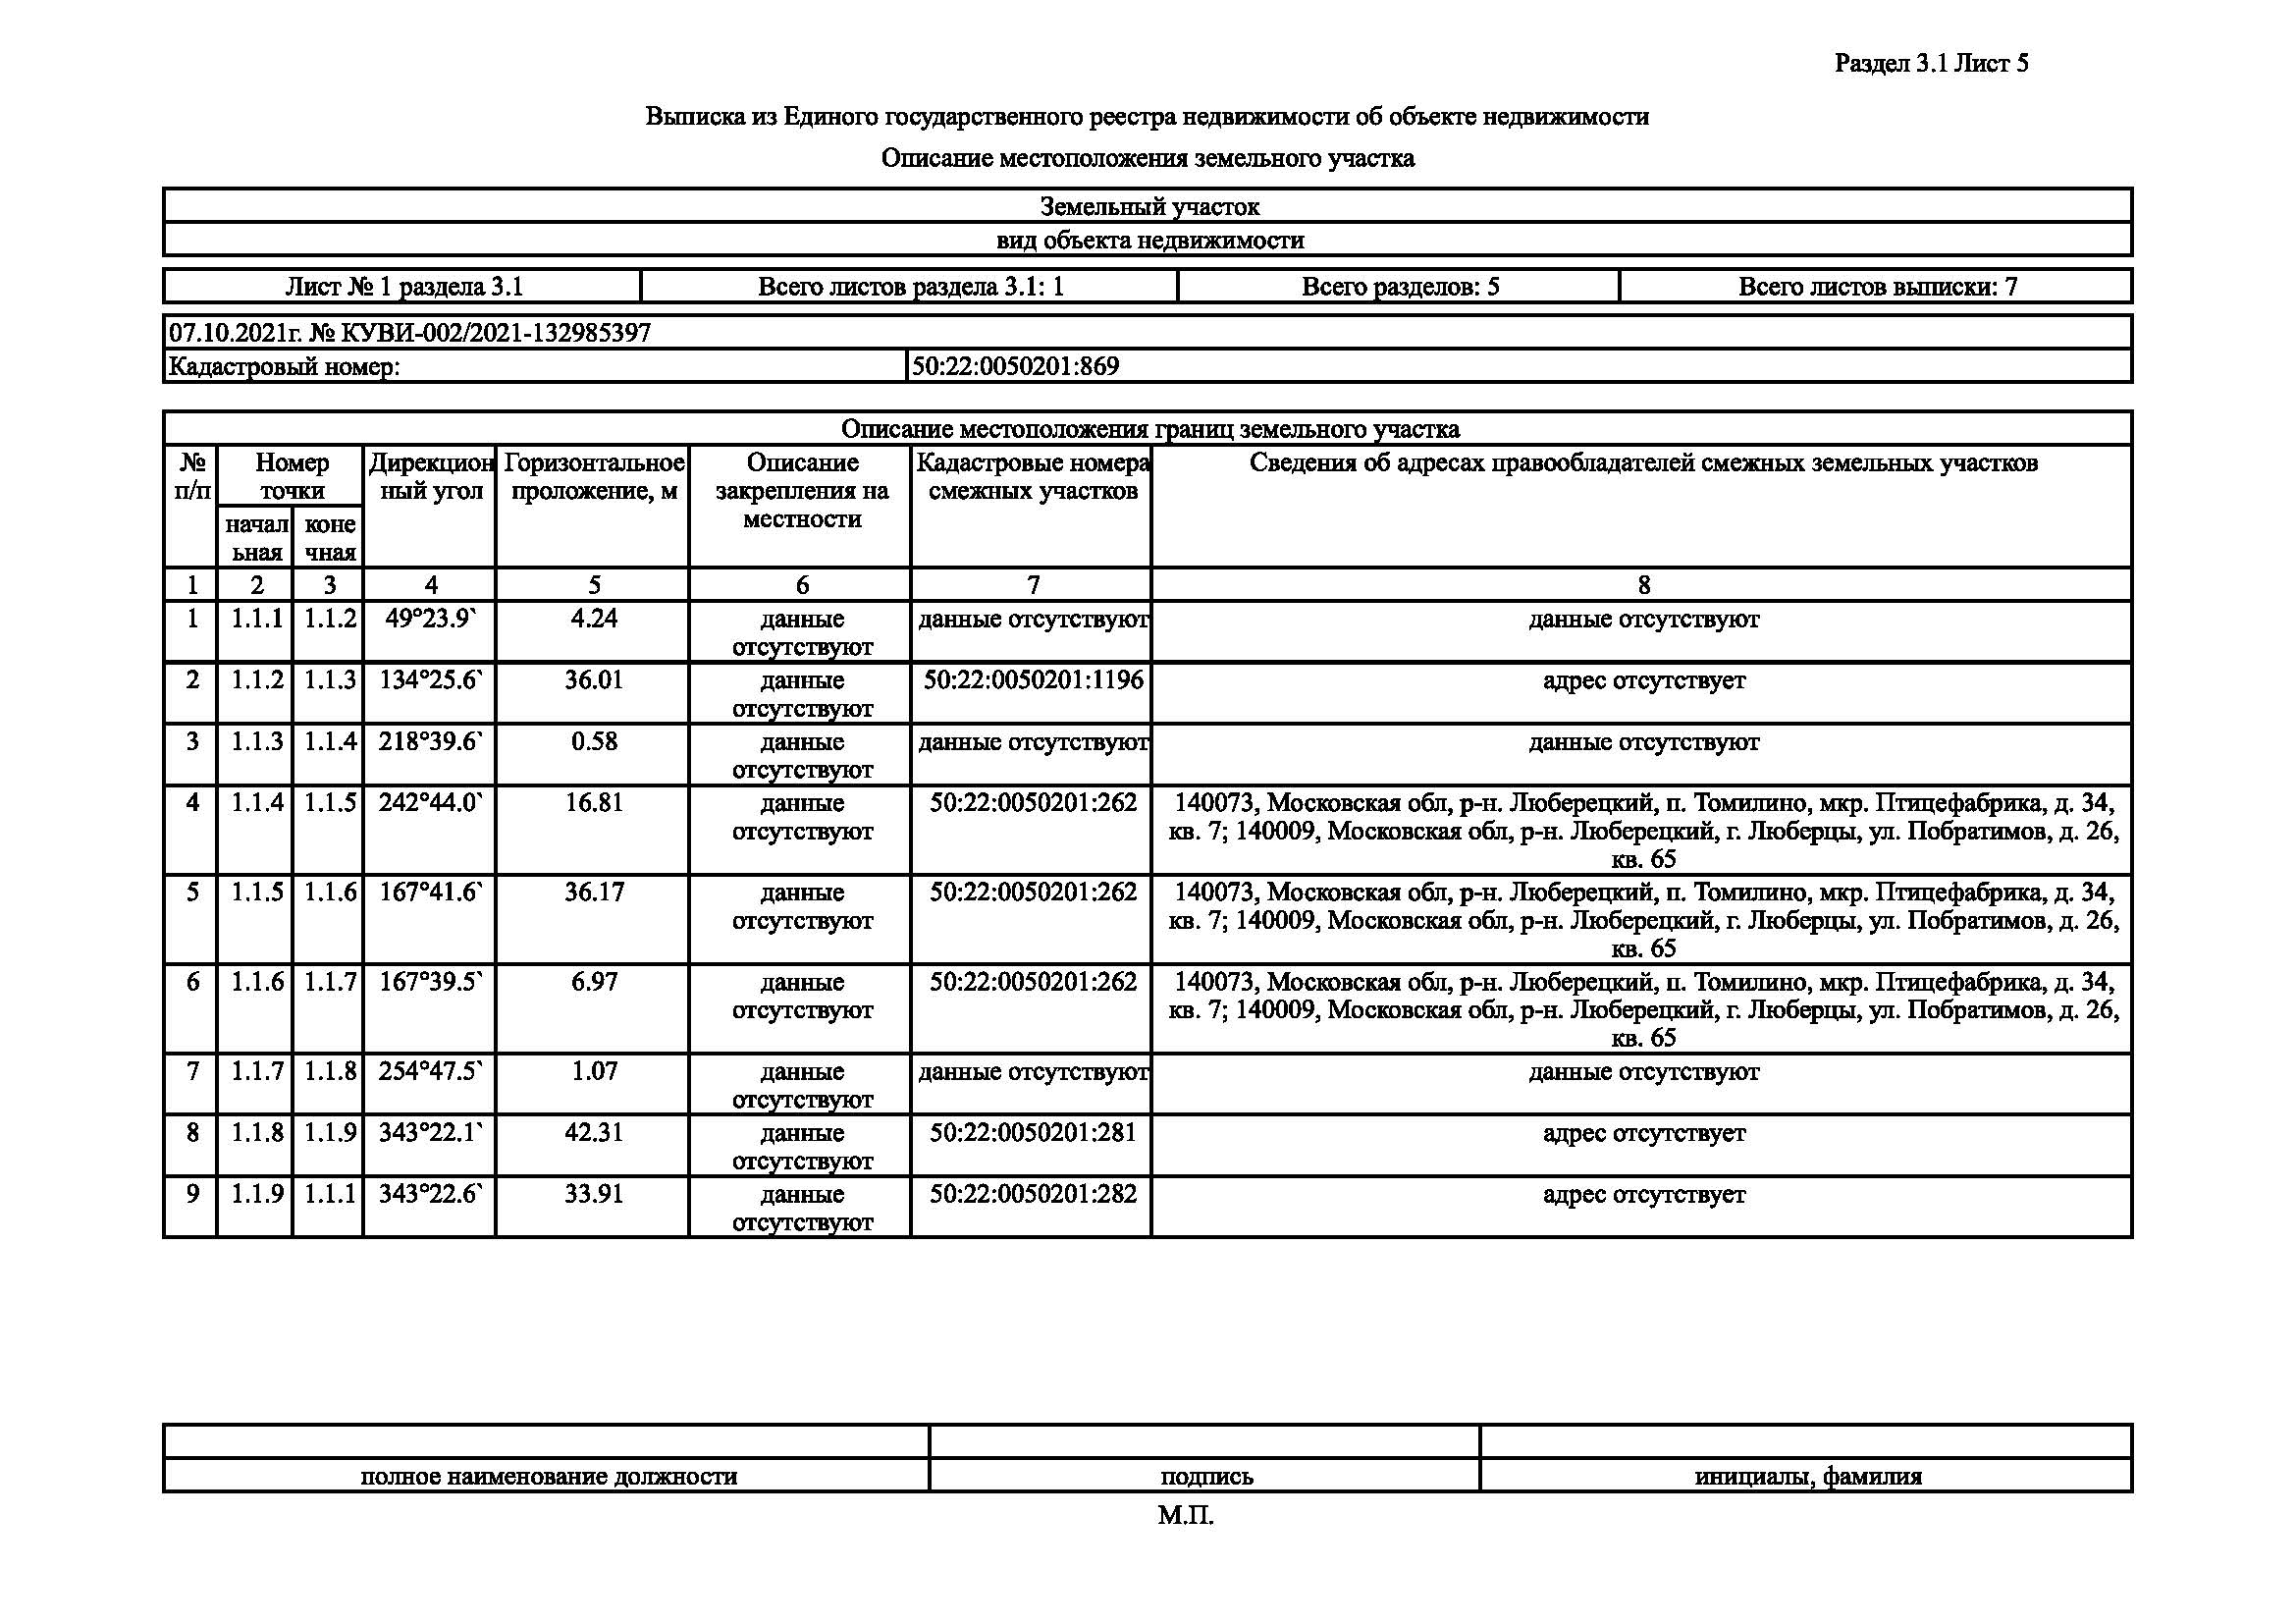 Раздел 3.1 Лист 5
Выписка из Единого государственного реестра недвижимости об объекте недвижимости
Описание местоположения земельного участка
Земельный участок
вид объекта недвижимости
Лист № 1 раздела 3.1 Всего листов раздела 3.1: 1 Всего разделов: 5 Всего листов выписки: 7
07.10.2021г. № КУВИ-002/2021-132985397
Кадастровый номер: 50:22:0050201:869
Описание местоположения границ земельного участка
№ Номер Дирекцион Горизонтальное Описание Кадастровые номера Сведения об адресах правообладателей смежных земельных участков
п/п точки ный угол проложение, м закрепления на смежных участков
местности
начал коне
ьная чная
1 2 3 4 5 6 7 8
1 1.1.1 1.1.2 49°23.9` 4.24 данные данные отсутствуют данные отсутствуют
отсутствуют
2 1.1.2 1.1.3 134°25.6` 36.01 данные 50:22:0050201:1196 адрес отсутствует
отсутствуют
3 1.1.3 1.1.4 218°39.6` 0.58 данные данные отсутствуют данные отсутствуют
отсутствуют
4 1.1.4 1.1.5 242°44.0` 16.81 данные 50:22:0050201:262 140073, Московская обл, р-н. Люберецкий, п. Томилино, мкр. Птицефабрика, д. 34,
отсутствуют кв. 7; 140009, Московская обл, р-н. Люберецкий, г. Люберцы, ул. Побратимов, д. 26,
кв. 65
5 1.1.5 1.1.6 167°41.6` 36.17 данные 50:22:0050201:262 140073, Московская обл, р-н. Люберецкий, п. Томилино, мкр. Птицефабрика, д. 34,
отсутствуют кв. 7; 140009, Московская обл, р-н. Люберецкий, г. Люберцы, ул. Побратимов, д. 26,
кв. 65
6 1.1.6 1.1.7 167°39.5` 6.97 данные 50:22:0050201:262 140073, Московская обл, р-н. Люберецкий, п. Томилино, мкр. Птицефабрика, д. 34,
отсутствуют кв. 7; 140009, Московская обл, р-н. Люберецкий, г. Люберцы, ул. Побратимов, д. 26,
кв. 65
7 1.1.7 1.1.8 254°47.5` 1.07 данные данные отсутствуют данные отсутствуют
отсутствуют
8 1.1.8 1.1.9 343°22.1` 42.31 данные 50:22:0050201:281 адрес отсутствует
отсутствуют
9 1.1.9 1.1.1 343°22.6` 33.91 данные 50:22:0050201:282 адрес отсутствует
отсутствуют
полное наименование должности подпись инициалы, фамилия
М.П.